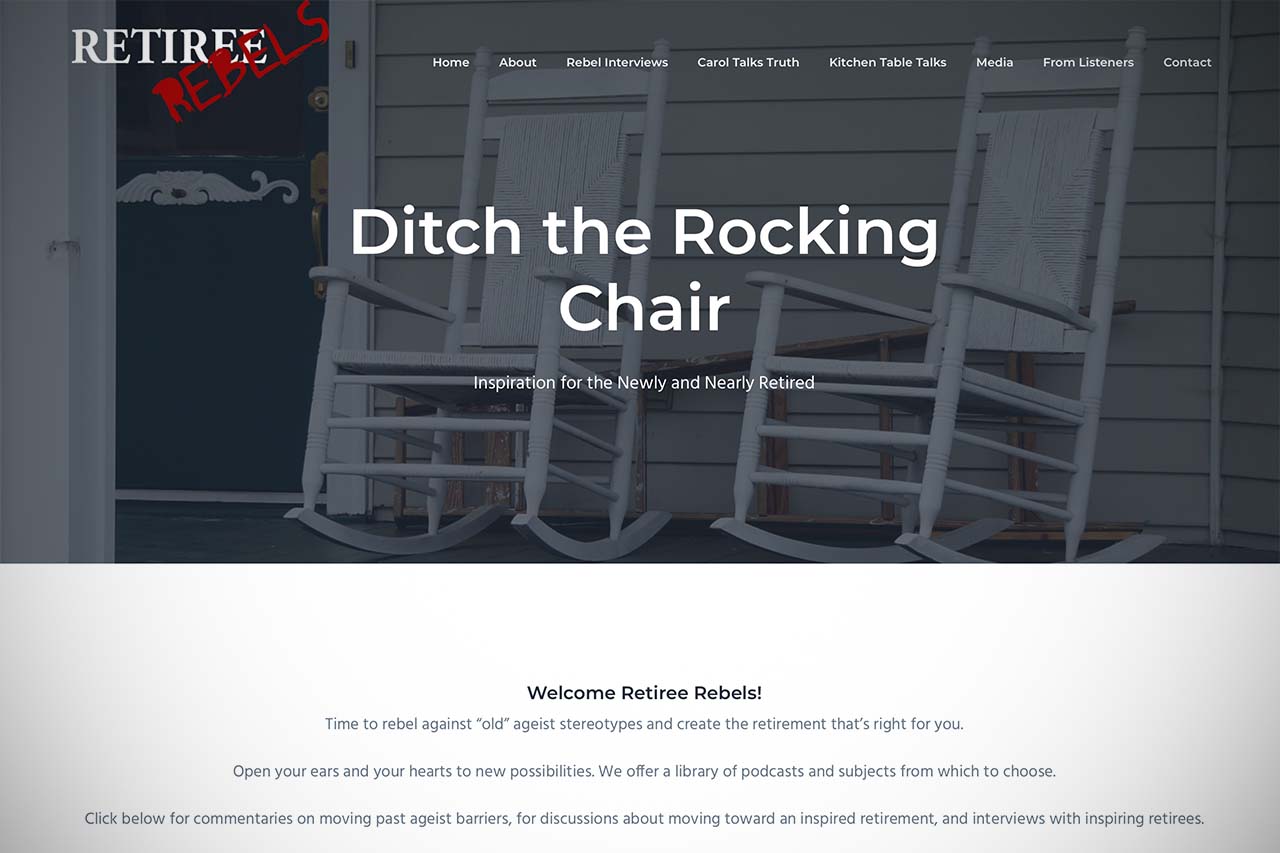 RETIREE
REBELS
Home About Rebel Interviews Carol Talks Truth Kitchen Table Talks Media From Listeners Contact
Ditch the Rocking
Chair
Inspiration for the Newly and Nearly Retired
Welcome Retiree Rebels!
Time to rebel against “old” ageist stereotypes and create the retirement that’s right for you.
Open your ears and your hearts to new possibilities. We offer a library of podcasts and subjects from which to choose.
Click below for commentaries on moving past ageist barriers, for discussions about moving toward an inspired retirement, and interviews with inspiring retirees.